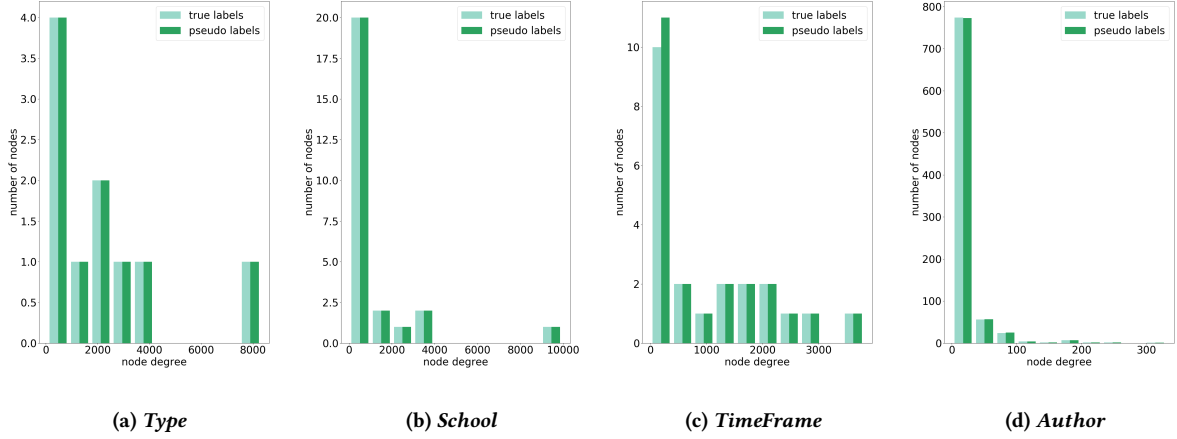 true labels
pseudo labels
4.0
3.5
3.0
2.5
2.0
1.5
1.0
0.5
0.0
number of nodes
0 2000 4000 6000 8000
node degree
(a) Type
true labels
pseudo labels
20.0
17.5
15.0
12.5
10.0
7.5
5.0
2.5
0.0
number of nodes
0 2000 4000 6000 8000 10000
node degree
(b) School
true labels
pseudo labels
10
8
6
4
2
0
number of nodes
0 1000 2000 3000
node degree
(c) TimeFrame
true labels
pseudo labels
800
700
600
500
400
300
200
100
0
number of nodes
0 100 200 300
node degree
(d) Author